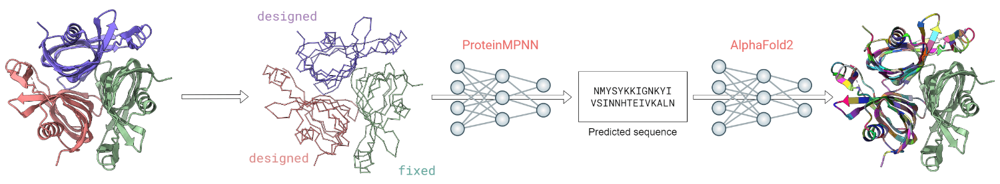 designed
designed
fixed
ProteinMPNN
NMYSYKKIGNKYI
VSINNHTEIVKALN
Predicted sequence
AlphaFold2